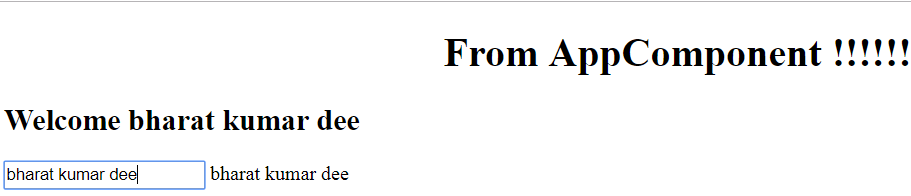 From AppComponent !!!!!!
Welcome bharat kumar dee
bharat kumar dee bharat kumar dee